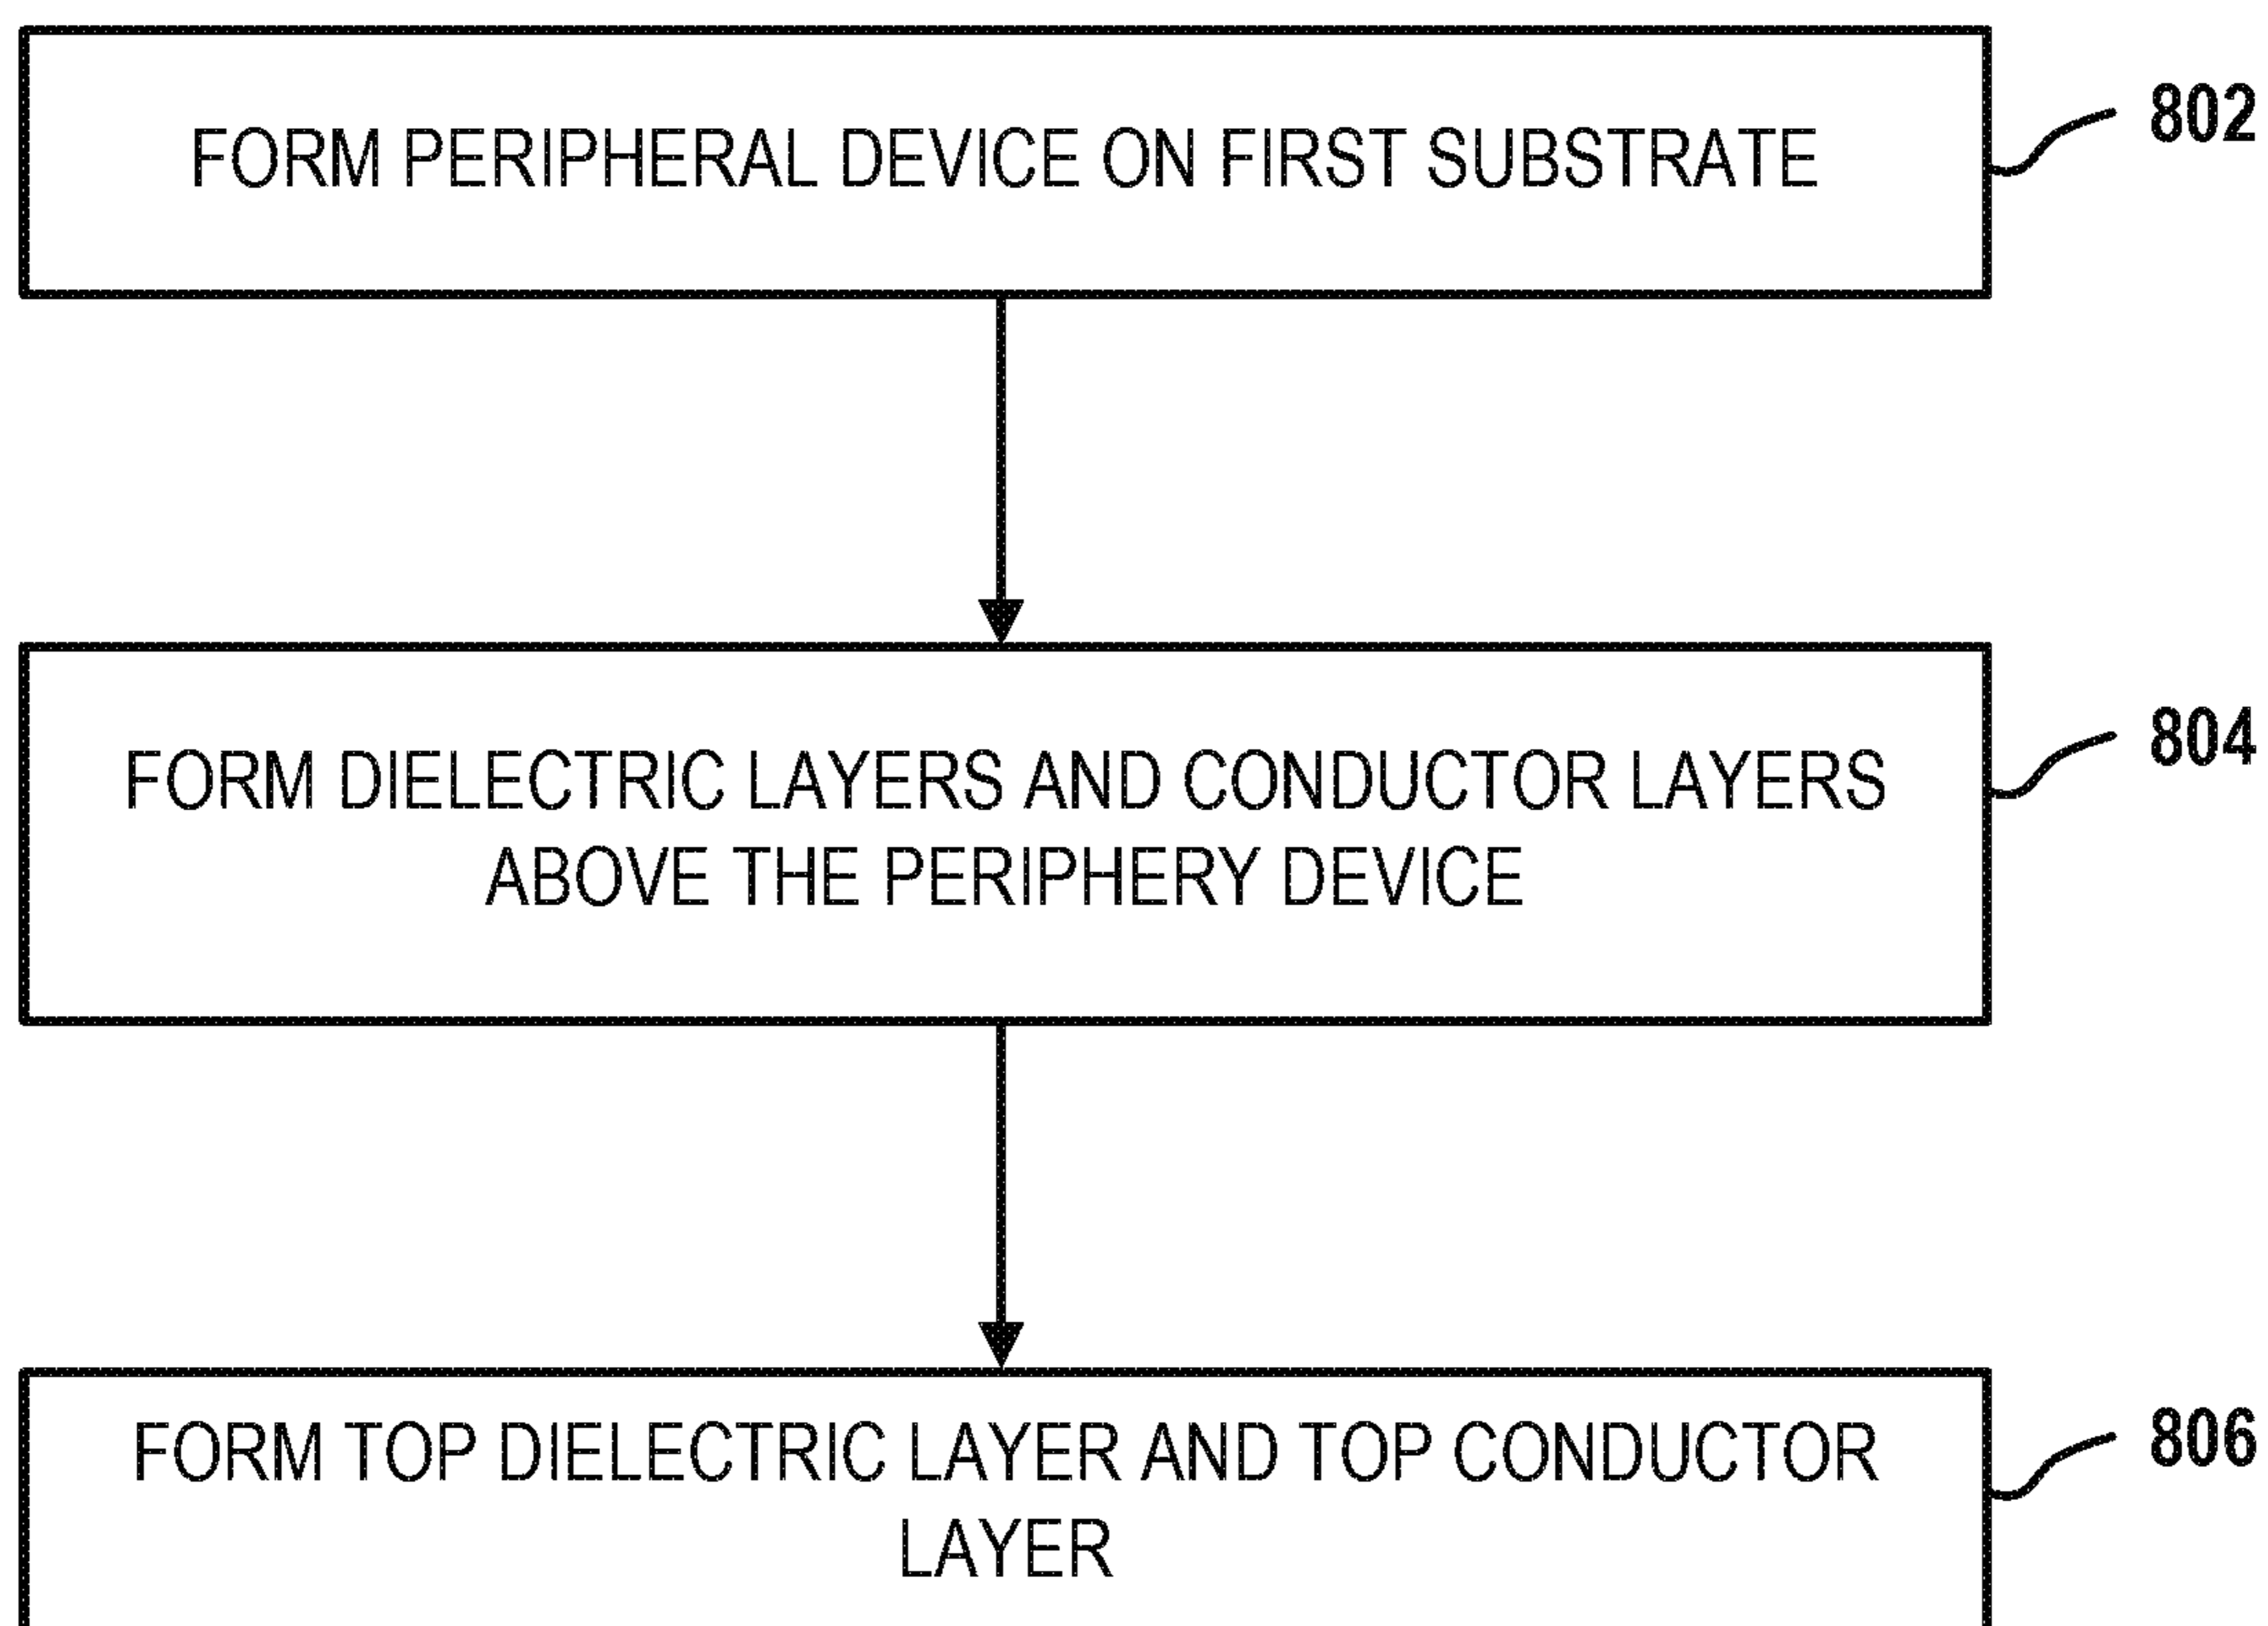 FORM PERIPHERAL DEVICE ON FIRST SUBSTRATE
802
FORM DIELECTRIC LAYERS AND CONDUCTOR LAYERS
ABOVE THE PERIPHERY DEVICE
804
FORM TOP DIELECTRIC LAYER AND TOP CONDUCTOR
LAYER
806